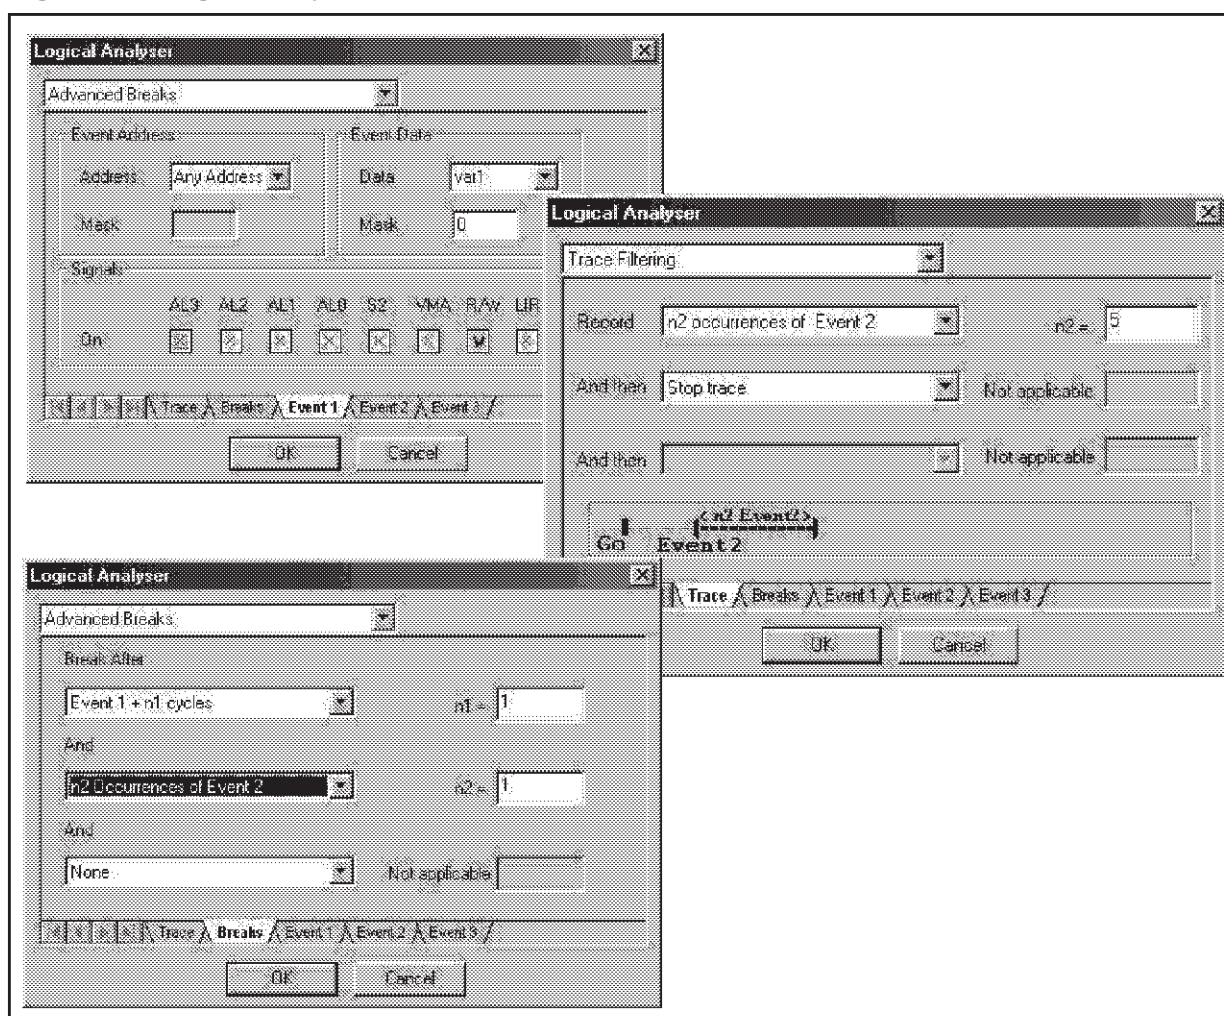 Logical Analyser
Advanced Breaks
Event Address
Event Data
Address
Any Address
Data
var1
Mask
Mask
0
Signals
AL3 AL2 AL1 AL0 S2 VMA R/W LIR
On
Trace Breaks Event 1 Event 2 Event 3
OK Cancel
Logical Analyser
Trace Filtering
Record n2 occurrences of Event 2 n2 = 5
And then Stop trace Not applicable
And then Not applicable
< n2 Event2 >
Go Event 2
Trace Breaks Event 1 Event 2 Event 3
OK Cancel
Logical Analyser
Advanced Breaks
Break After
Event 1 + n1 cycles n1 = 1
And
n2 Occurrences of Event 2 n2 = 1
And
None Not applicable
Trace Breaks Event 1 Event 2 Event 3
OK Cancel